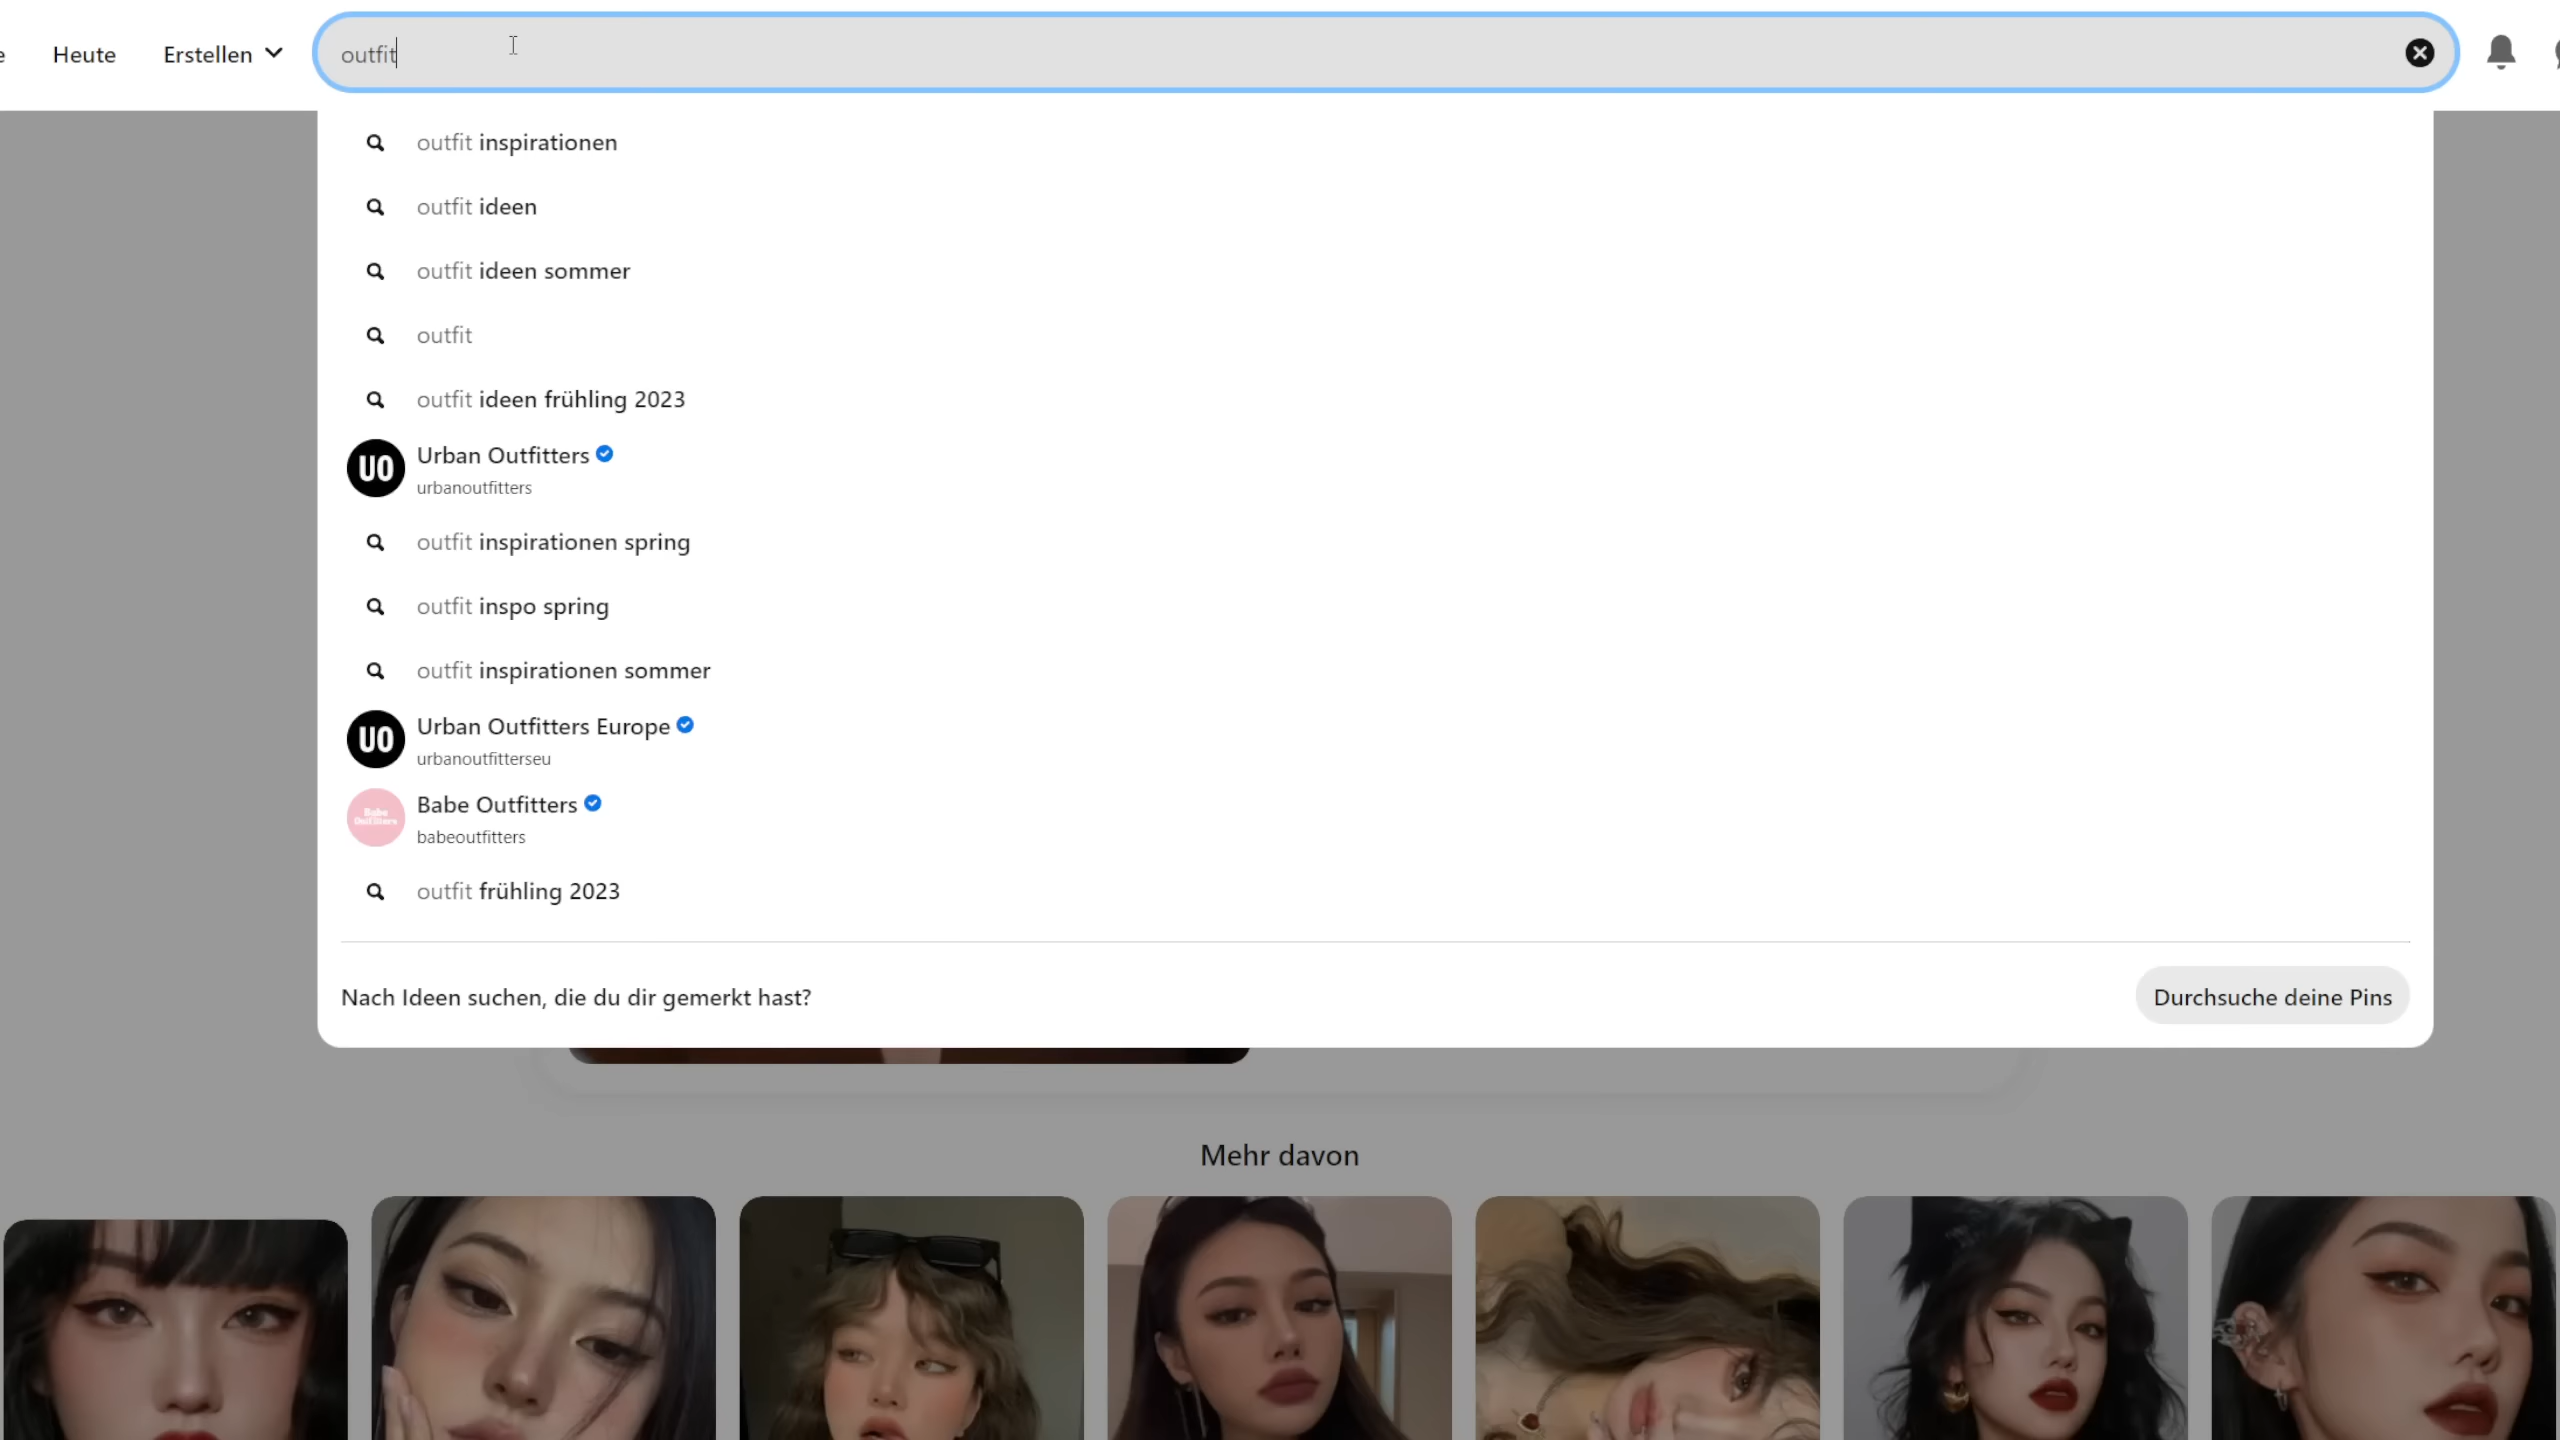 e Heute Erstellen outfit
outfit inspirationen
outfit ideen
outfit ideen sommer
outfit
outfit ideen frühling 2023
UO Urban Outfitters
urbanoutfitters
outfit inspirationen spring
outfit inspo spring
outfit inspirationen sommer
UO Urban Outfitters Europe
urbanoutfitterseu
Babe Outfitters
Babe Outfitters
babeoutfitters
outfit frühling 2023
Nach Ideen suchen, die du dir gemerkt hast? Durchsuche deine Pins
Mehr davon